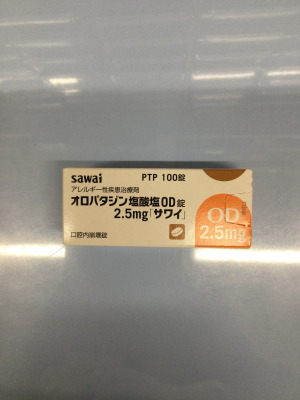 sawai PTP 100錠
アレルギー性疾患治療剤
オロパタジン塩酸塩OD錠
2.5mg「サワイ」
口腔内崩壊錠
OD
2.5mg